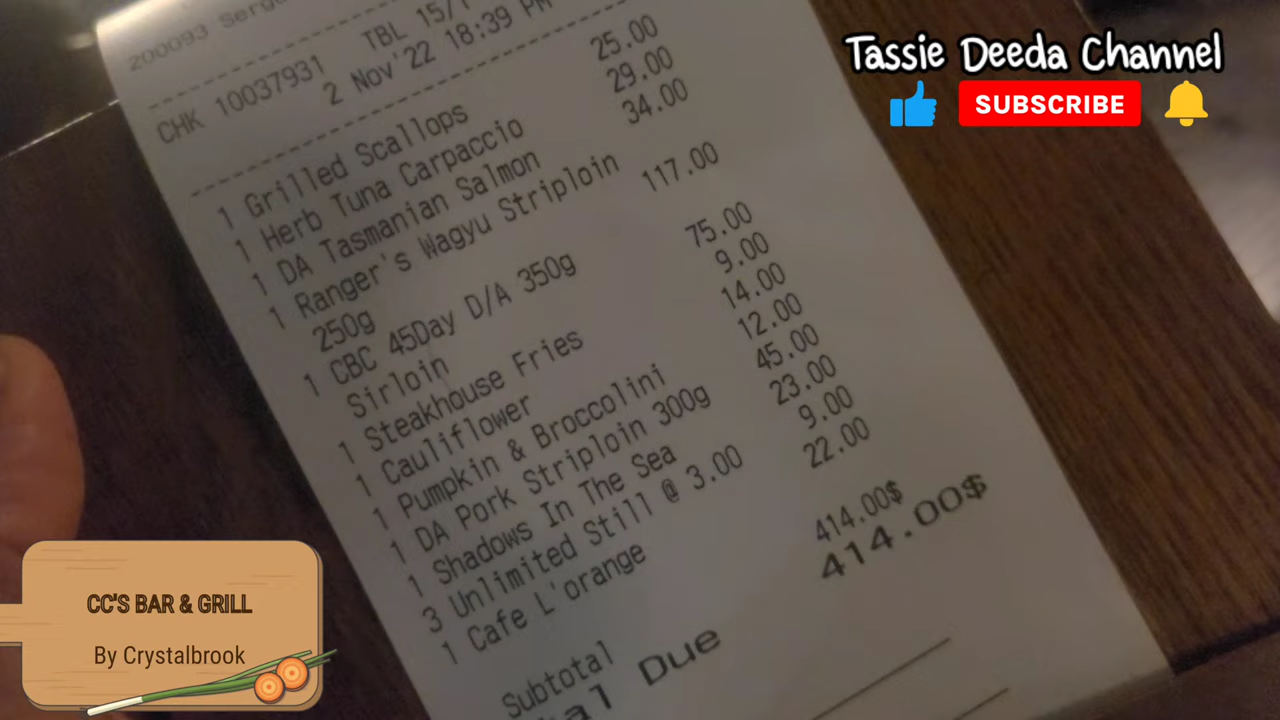 200093 Serg
CHK 10037931 TBL 15/1
2 Nov'22 18:39 PM
1 Grilled Scallops 25.00
1 Herb Tuna Carpaccio 29.00
1 DA Tasmanian Salmon 34.00
1 Ranger's Wagyu Striploin 117.00
250g
1 CBC 45Day D/A 350g 75.00
Sirloin
1 Steakhouse Fries 9.00
1 Cauliflower 14.00
1 Pumpkin & Broccolini 12.00
1 DA Pork Striploin 300g 45.00
1 Shadows In The Sea 23.00
3 Unlimited Still @ 3.00 9.00
1 Cafe L'orange 22.00
Subtotal 414.00$
al Due 414.00$
Tassie Deeda Channel
SUBSCRIBE
CC'S BAR & GRILL
By Crystalbrook